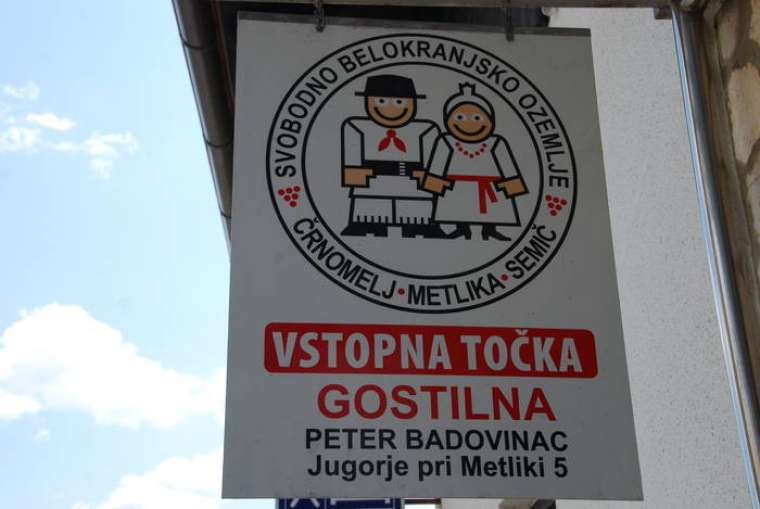 SVOBODNO BELOKRANJSKO OZEMLJE
ČRNOMELJ • METLIKA • SEMIČ
VSTOPNA TOČKA
GOSTILNA
PETER BADOVINAC
Jugorje pri Metliki 5